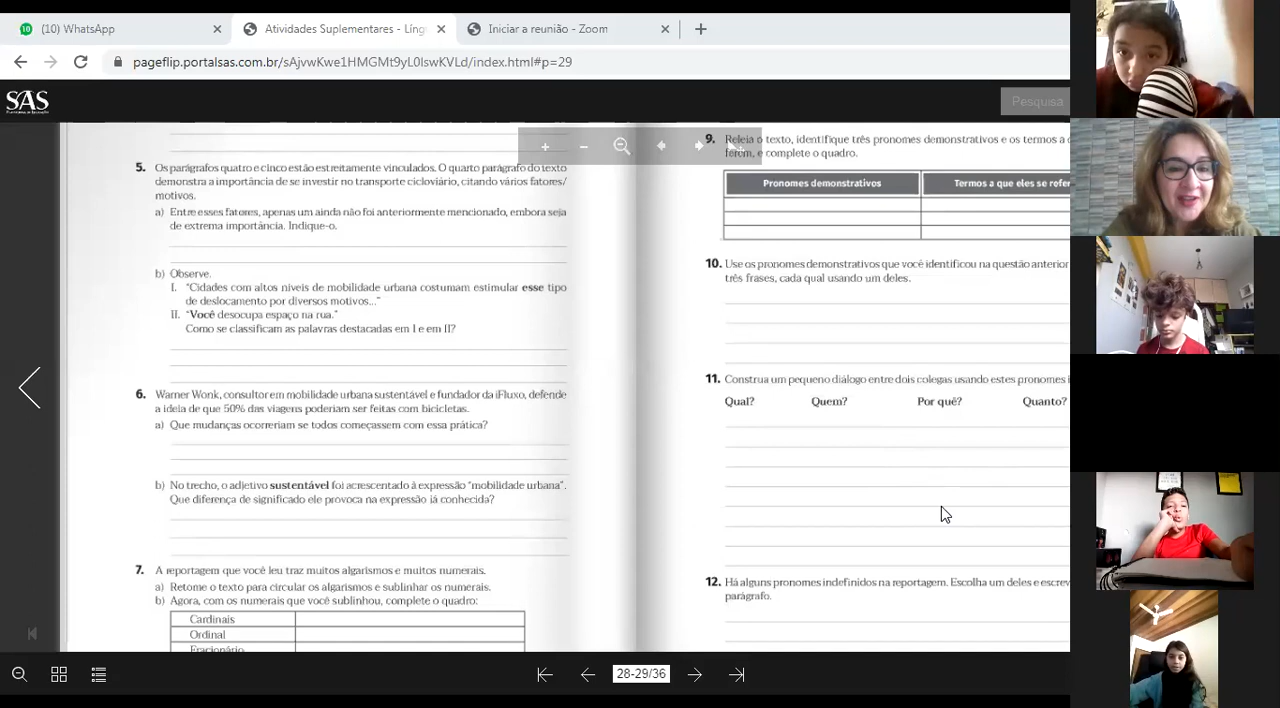 (10) WhatsApp
Atividades Suplementares - Líng
Iniciar a reunião - Zoom
pageflip.portalsas.com.br/sAjvwKwe1HMGMt9yL0lswKVLd/index.html#p=29
SAS
Pesquisa
5. Os parágrafos quatro e cinco estão estreitamente vinculados. O quarto parágrafo do texto
demonstra a importância de se investir no transporte cicloviário, citando vários fatores/
motivos.
a) Entre esses fatores, apenas um ainda não foi anteriormente mencionado, embora seja
de extrema importância. Indique-o.
b) Observe.
I. “Cidades com altos níveis de mobilidade urbana costumam estimular esse tipo
de deslocamento por diversos motivos...”
II. “Você desocupa espaço na rua.”
Como se classificam as palavras destacadas em I e em II?
6. Warner Wonk, consultor em mobilidade urbana sustentável e fundador da iFluxo, defende
a ideia de que 50% das viagens poderiam ser feitas com bicicletas.
a) Que mudanças ocorreriam se todos começassem com essa prática?
b) No trecho, o adjetivo sustentável foi acrescentado à expressão “mobilidade urbana”.
Que diferença de significado ele provoca na expressão já conhecida?
7. A reportagem que você leu traz muitos algarismos e muitos numerais.
a) Retome o texto para circular os algarismos e sublinhar os numerais.
b) Agora, com os numerais que você sublinhou, complete o quadro:
Cardinais
Ordinal
Fracionário
9. Releia o texto, identifique três pronomes demonstrativos e os termos a
ferem, e complete o quadro.
Pronomes demonstrativos
Termos a que eles se refer
10. Use os pronomes demonstrativos que você identificou na questão anterior
três frases, cada qual usando um deles.
11. Construa um pequeno diálogo entre dois colegas usando estes pronomes i
Qual? Quem? Por quê? Quanto?
12. Há alguns pronomes indefinidos na reportagem. Escolha um deles e escrev
parágrafo.
28-29/36